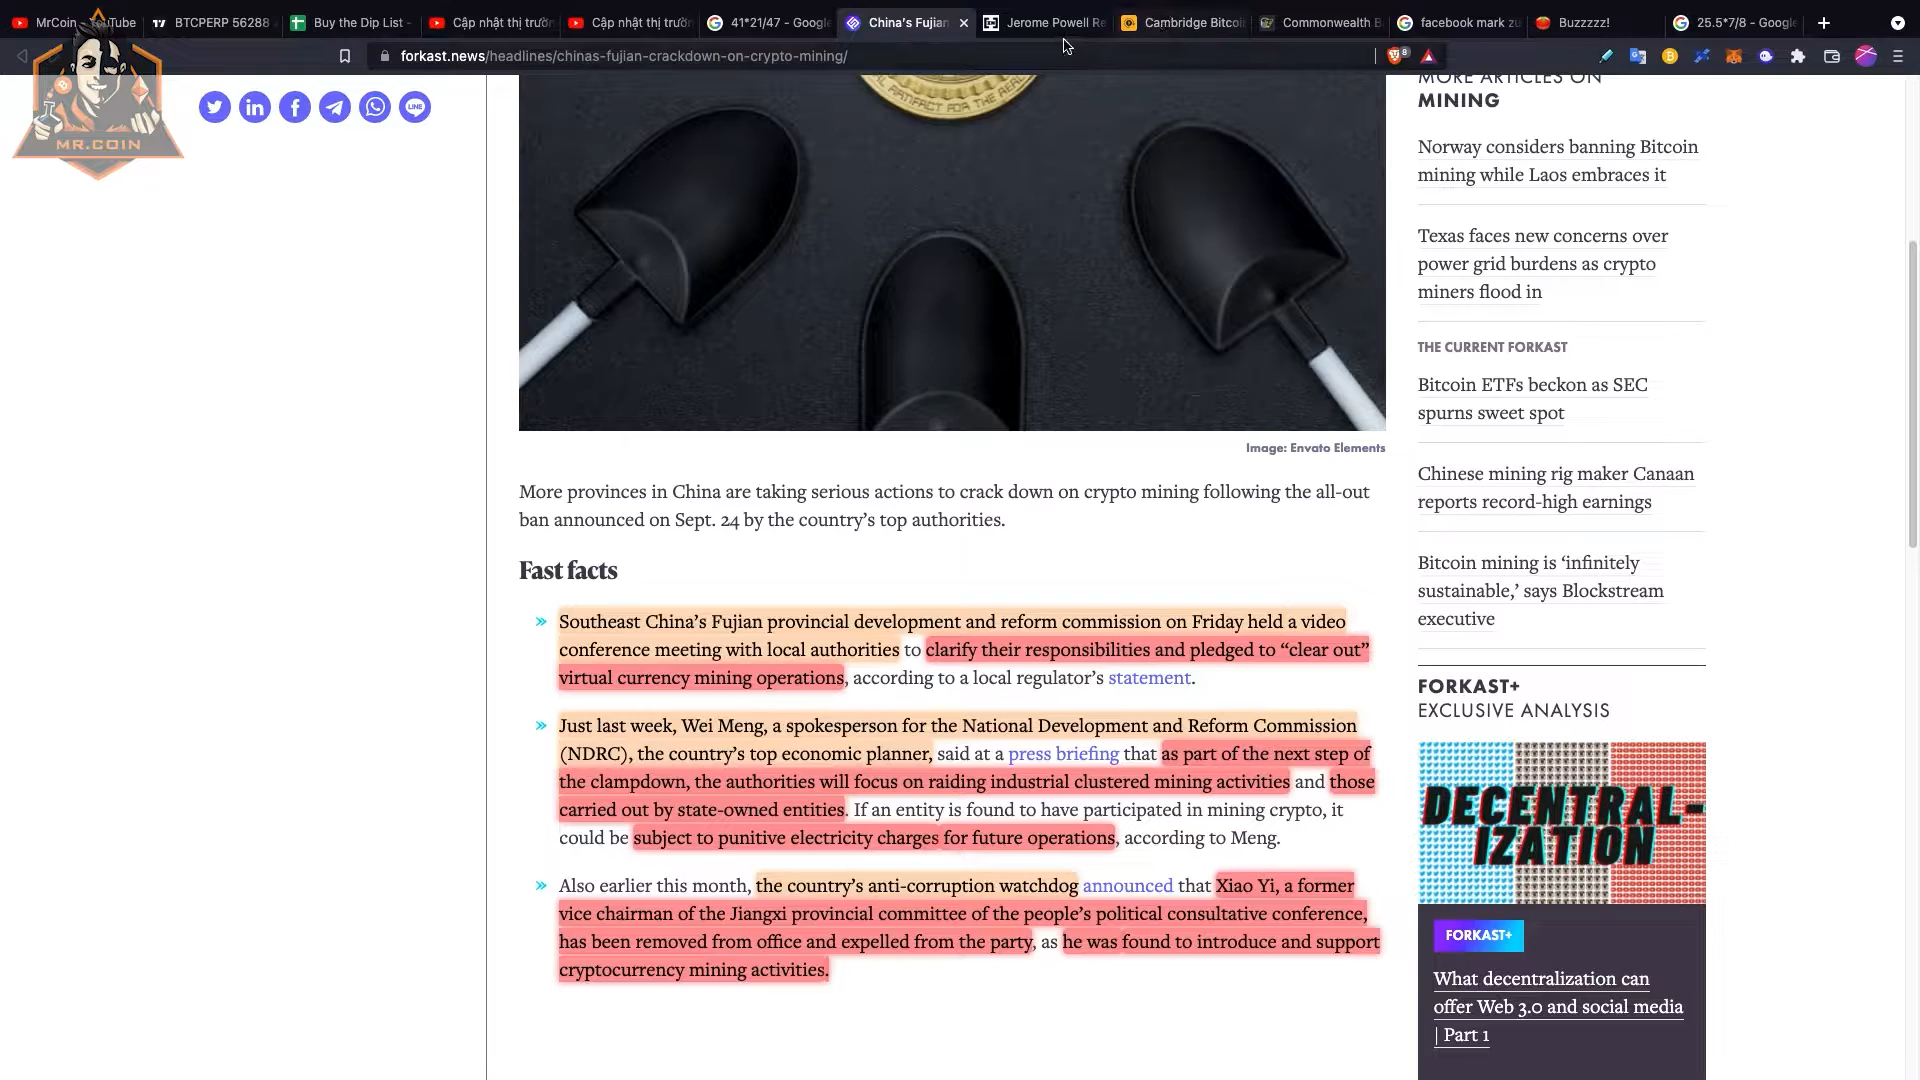 MrCoin - YouTube
BTCPERP 56288
Buy the Dip List -
Cập nhật thị trườn
Cập nhật thị trườn
41*21/47 - Google
China's Fujian
Jerome Powell Re
Cambridge Bitcoi
Commonwealth B
facebook mark zu
Buzzzzz!
25.5*7/8 - Google
forkast.news/headlines/chinas-fujian-crackdown-on-crypto-mining/
8
MR.COIN
LINE
ARTIFACT FOR THE REA
Image: Envato Elements
More provinces in China are taking serious actions to crack down on crypto mining following the all-out
ban announced on Sept. 24 by the country's top authorities.
Fast facts
» Southeast China's Fujian provincial development and reform commission on Friday held a video
conference meeting with local authorities to clarify their responsibilities and pledged to “clear out”
virtual currency mining operations, according to a local regulator's statement.
» Just last week, Wei Meng, a spokesperson for the National Development and Reform Commission
(NDRC), the country's top economic planner, said at a press briefing that as part of the next step of
the clampdown, the authorities will focus on raiding industrial clustered mining activities and those
carried out by state-owned entities. If an entity is found to have participated in mining crypto, it
could be subject to punitive electricity charges for future operations, according to Meng.
» Also earlier this month, the country's anti-corruption watchdog announced that Xiao Yi, a former
vice chairman of the Jiangxi provincial committee of the people's political consultative conference,
has been removed from office and expelled from the party, as he was found to introduce and support
cryptocurrency mining activities.
MORE ARTICLES ON
MINING
Norway considers banning Bitcoin
mining while Laos embraces it
Texas faces new concerns over
power grid burdens as crypto
miners flood in
THE CURRENT FORKAST
Bitcoin ETFs beckon as SEC
spurns sweet spot
Chinese mining rig maker Canaan
reports record-high earnings
Bitcoin mining is ‘infinitely
sustainable,’ says Blockstream
executive
FORKAST+
EXCLUSIVE ANALYSIS
DECENTRAL-
IZATION
FORKAST+
What decentralization can
offer Web 3.0 and social media
| Part 1